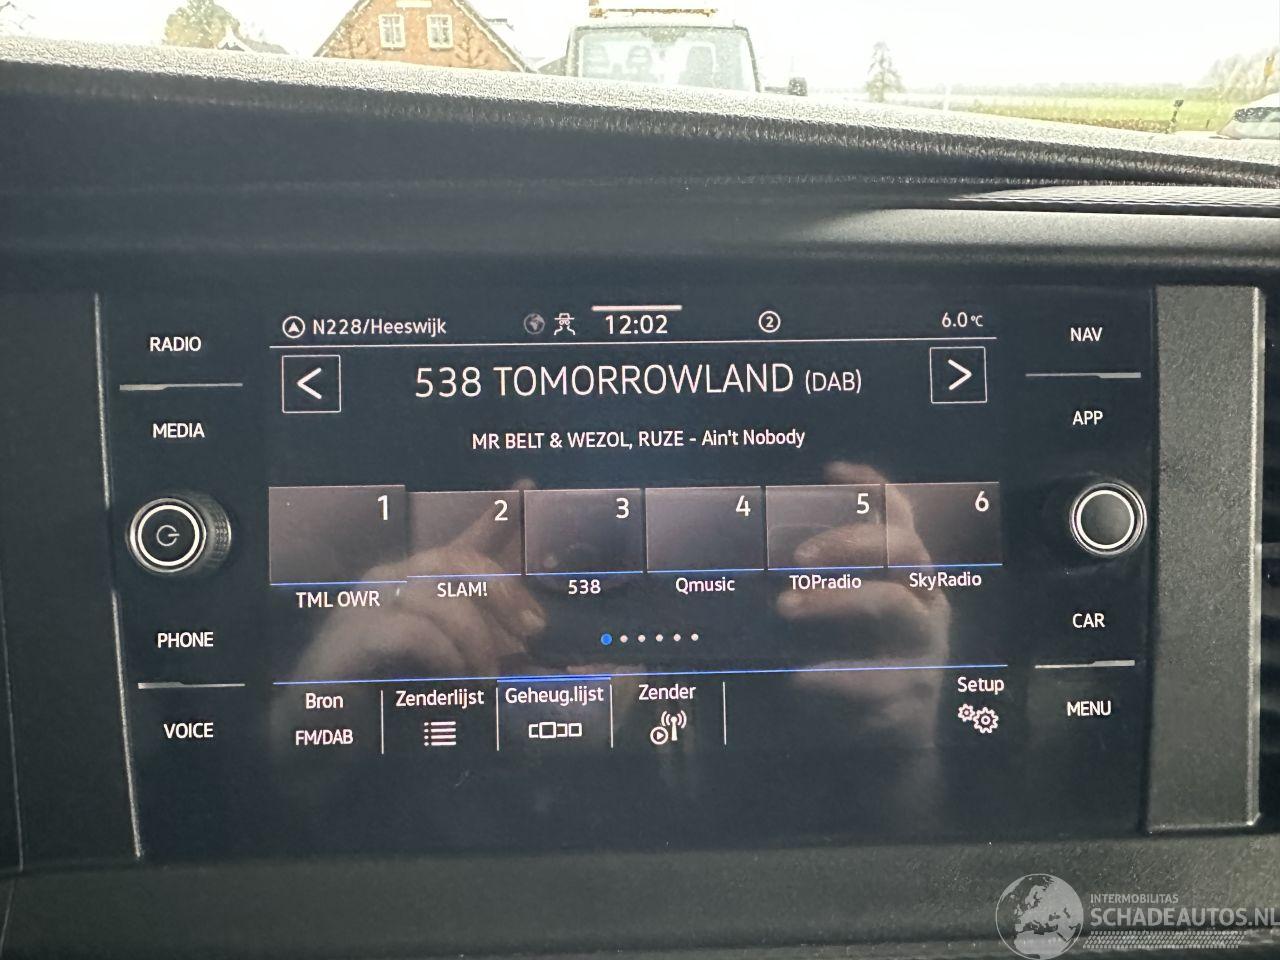 RADIO
MEDIA
PHONE
VOICE
N228/Heeswijk
12:02
2
6.0°C
<
538 TOMORROWLAND (DAB)
>
MR BELT & WEZOL, RUZE - Ain't Nobody
1
2
3
4
5
6
TML OWR
SLAM!
538
Qmusic
TOPradio
SkyRadio
Bron
FM/DAB
Zenderlijst
Geheug.lijst
Zender
Setup
NAV
APP
CAR
MENU
INTERMOBILITAS
SCHADEAUTOS.NL